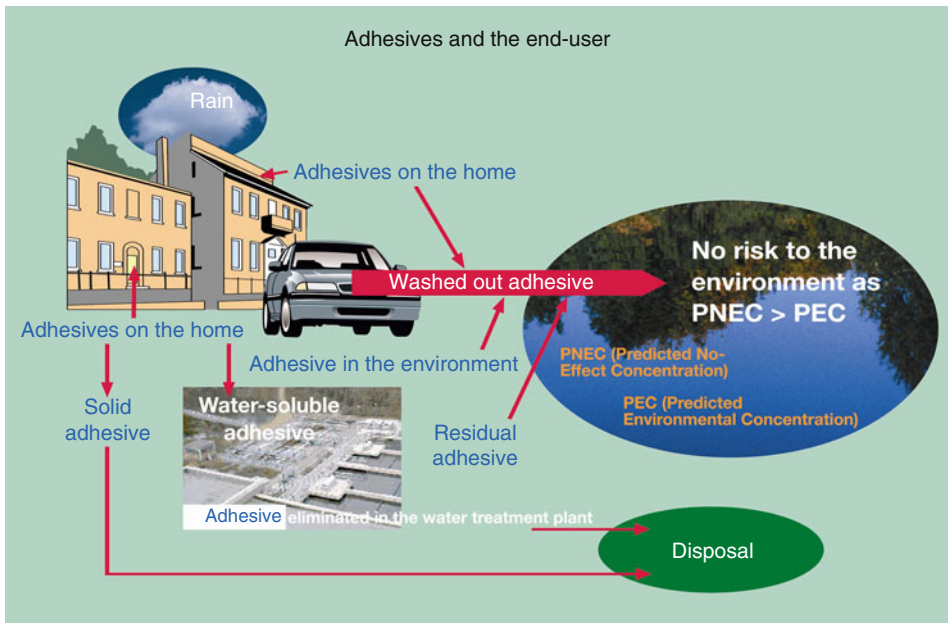 Adhesives and the end-user
Rain
Adhesives on the home
Washed out adhesive
No risk to the
environment as
PNEC > PEC
PNEC (Predicted No-
Effect Concentration)
PEC (Predicted
Environmental Concentration)
Adhesives on the home
Adhesive in the environment
Solid
adhesive
Water-soluble
adhesive
Residual
adhesive
Adhesive eliminated in the water treatment plant
Disposal